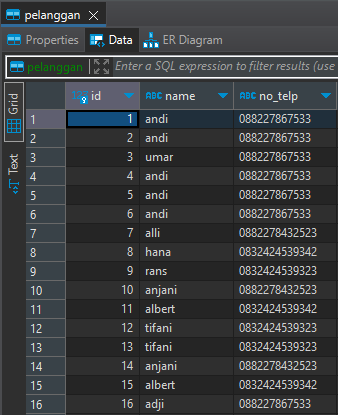 pelanggan
Properties Data ER Diagram
pelanggan Enter a SQL expression to filter results (use
Grid
Text
id name no_telp
1 1 andi 088227867533
2 2 andi 088227867533
3 3 umar 088227867533
4 4 andi 088227867533
5 5 andi 088227867533
6 6 andi 088227867533
7 7 alli 0882278432523
8 8 hana 0832424539342
9 9 rans 0832424539323
10 10 anjani 0882278432523
11 11 albert 0832424539342
12 12 tifani 0832424539323
13 13 tifani 0832424539323
14 14 anjani 0882278432523
15 15 albert 0832424539342
16 16 adji 088227867533